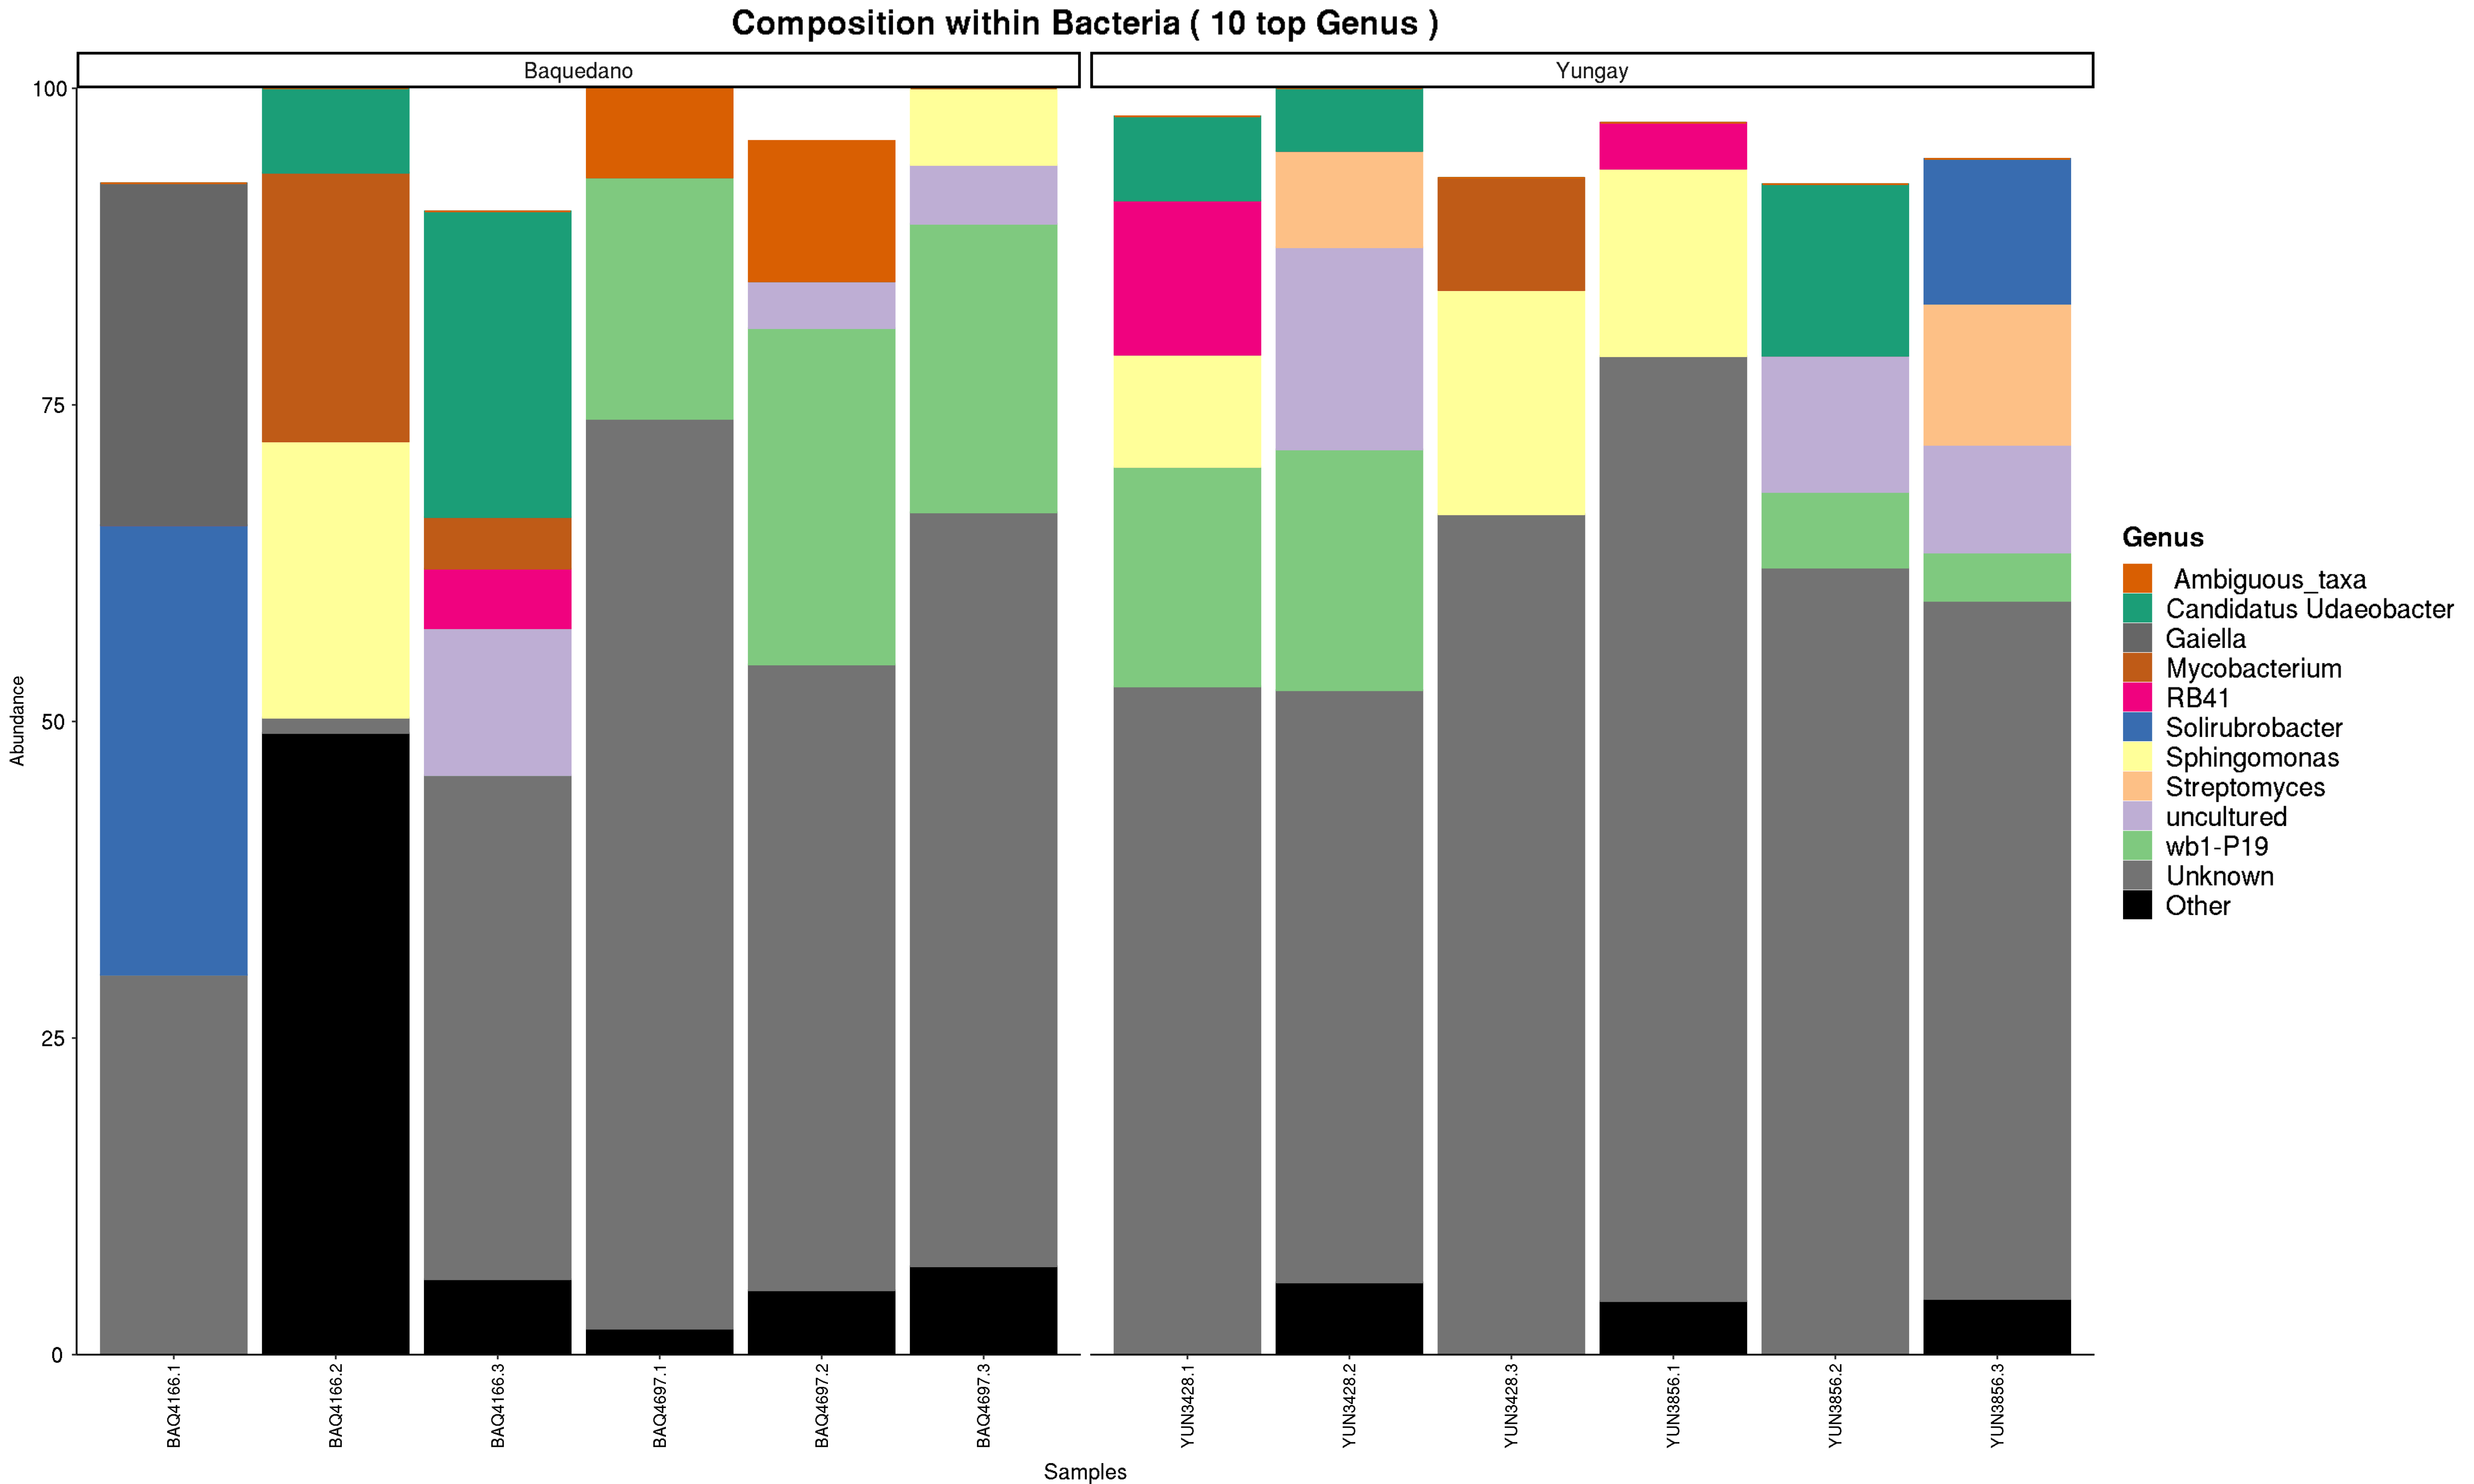 Composition within Bacteria ( 10 top Genus )
Baquedano
Yungay
100
75
50
25
0
Abundance
BAQ4166.1
BAQ4166.2
BAQ4166.3
BAQ4697.1
BAQ4697.2
BAQ4697.3
YUN3428.1
YUN3428.2
YUN3428.3
YUN3856.1
YUN3856.2
YUN3856.3
Samples
Genus
Ambiguous_taxa
Candidatus Udaeobacter
Gaiella
Mycobacterium
RB41
Solirubrobacter
Sphingomonas
Streptomyces
uncultured
wb1-P19
Unknown
Other